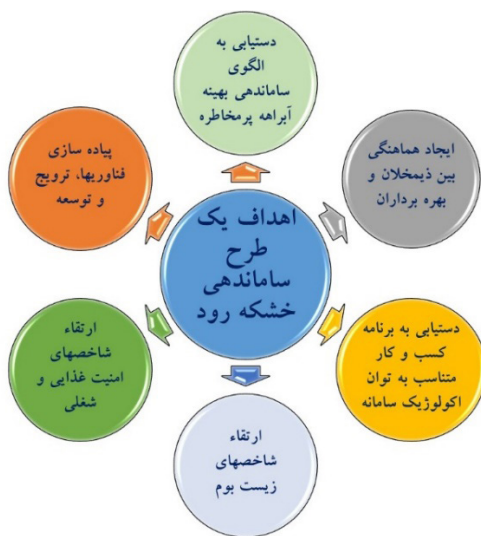 دستیابی به
الگوی
ساماندهی بهینه
آبراهه پرمخاطره
ایجاد هماهنگی
بین ذیمخلان و
بهره برداران
دستیابی به برنامه
کسب و کار
متناسب به توان
اکولوژیک سامانه
ارتقاء
شاخصهای
زیست بوم
ارتقاء
شاخصهای
امنیت غذایی و
شغلی
پیاده سازی
فناوریها، ترویج
و توسعه
اهداف یک
طرح
ساماندهی
خشکه رود